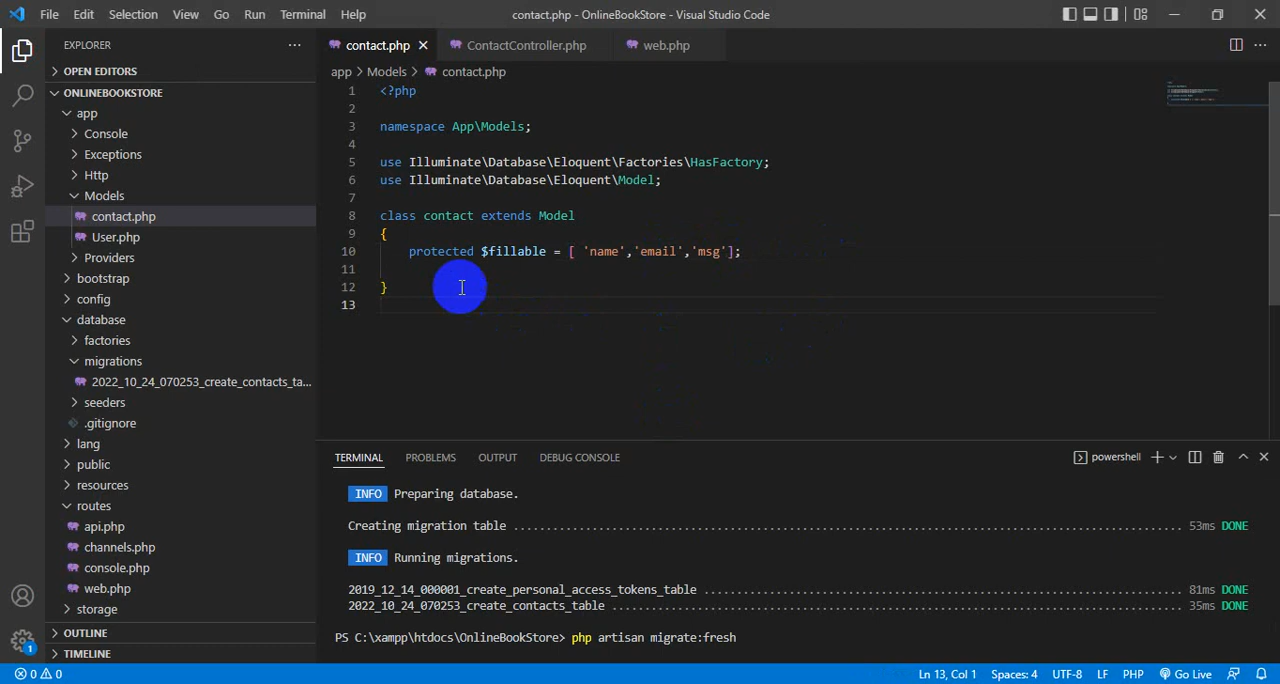 File Edit Selection View Go Run Terminal Help
contact.php - OnlineBookStore - Visual Studio Code
EXPLORER
OPEN EDITORS
ONLINEBOOKSTORE
app
Console
Exceptions
Http
Models
contact.php
User.php
Providers
bootstrap
config
database
factories
migrations
2022_10_24_070253_create_contacts_ta...
seeders
.gitignore
lang
public
resources
routes
api.php
channels.php
console.php
web.php
storage
OUTLINE
TIMELINE
contact.php ContactController.php web.php
app > Models > contact.php
1 <?php
2
3 namespace App\Models;
4
5 use Illuminate\Database\Eloquent\Factories\HasFactory;
6 use Illuminate\Database\Eloquent\Model;
7
8 class contact extends Model
9 {
10 protected $fillable = [ 'name','email','msg'];
11
12 }
13
TERMINAL PROBLEMS OUTPUT DEBUG CONSOLE powershell
INFO Preparing database.
Creating migration table .................................................. 53ms DONE
INFO Running migrations.
2019_12_14_000001_create_personal_access_tokens_table .................................................. 81ms DONE
2022_10_24_070253_create_contacts_table .................................................. 35ms DONE
PS C:\xampp\htdocs\OnlineBookStore> php artisan migrate:fresh
1
0 0 Ln 13, Col 1 Spaces: 4 UTF-8 LF PHP Go Live